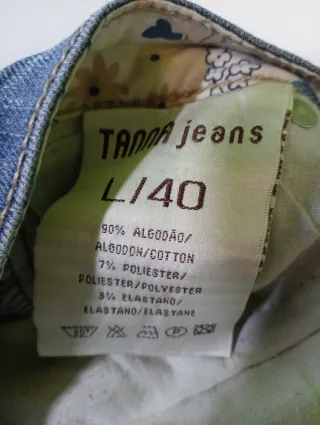 TANNA jeans
L/40
90% ALGODÃO/
ALGODON/COTTON
7% POLIESTER/
POLIESTER/POLYESTER
3% ELASTANO/
ELASTANO/ELASTANE